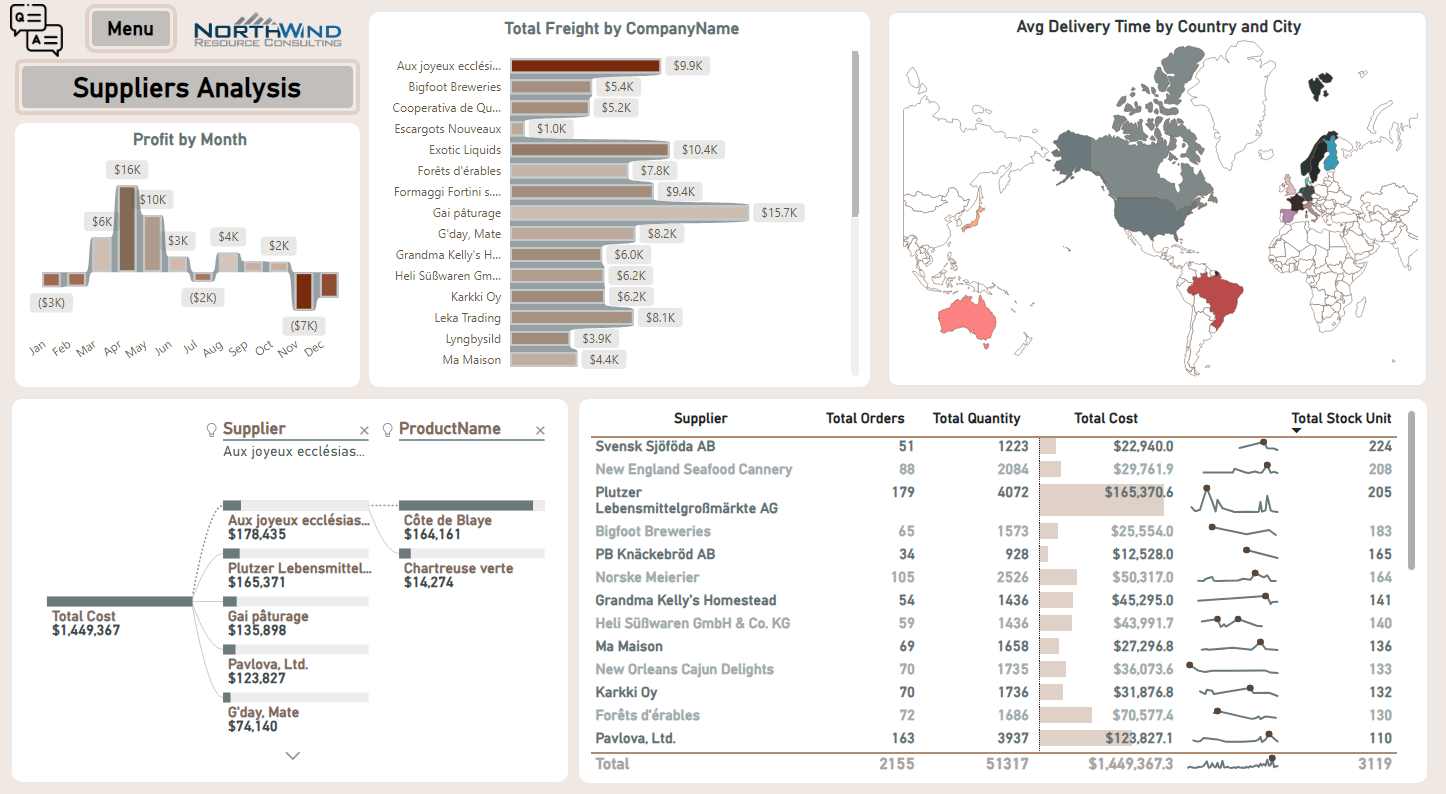 Q
A
Menu
NORTHWIND
RESOURCE CONSULTING
Suppliers Analysis
Profit by Month
$16K
$10K
$6K
$3K
$4K
$2K
($3K)
($2K)
($7K)
Jan
Feb
Mar
Apr
May
Jun
Jul
Aug
Sep
Oct
Nov
Dec
Total Freight by CompanyName
Aux joyeux ecclési... $9.9K
Bigfoot Breweries $5.4K
Cooperativa de Qu... $5.2K
Escargots Nouveaux $1.0K
Exotic Liquids $10.4K
Forêts d'érables $7.8K
Formaggi Fortini s.... $9.4K
Gai pâturage $15.7K
G'day, Mate $8.2K
Grandma Kelly's H... $6.0K
Heli Süßwaren Gm... $6.2K
Karkki Oy $6.2K
Leka Trading $8.1K
Lyngbysild $3.9K
Ma Maison $4.4K
Avg Delivery Time by Country and City
Supplier
Aux joyeux ecclésias...
ProductName
Total Cost
$1,449,367
Aux joyeux ecclésias...
$178,435
Plutzer Lebensmittel...
$165,371
Gai pâturage
$135,898
Pavlova, Ltd.
$123,827
G'day, Mate
$74,140
Côte de Blaye
$164,161
Chartreuse verte
$14,274
Supplier Total Orders Total Quantity Total Cost Total Stock Unit
Svensk Sjöföda AB 51 1223 $22,940.0 224
New England Seafood Cannery 88 2084 $29,761.9 208
Plutzer 179 4072 $165,370.6 205
Lebensmittelgroßmärkte AG
Bigfoot Breweries 65 1573 $25,554.0 183
PB Knäckebröd AB 34 928 $12,528.0 165
Norske Meierier 105 2526 $50,317.0 164
Grandma Kelly's Homestead 54 1436 $45,295.0 141
Heli Süßwaren GmbH & Co. KG 59 1436 $43,991.7 140
Ma Maison 69 1658 $27,296.8 136
New Orleans Cajun Delights 70 1735 $36,073.6 133
Karkki Oy 70 1736 $31,876.8 132
Forêts d'érables 72 1686 $70,577.4 130
Pavlova, Ltd. 163 3937 $123,827.1 110
Total 2155 51317 $1,449,367.3 3119